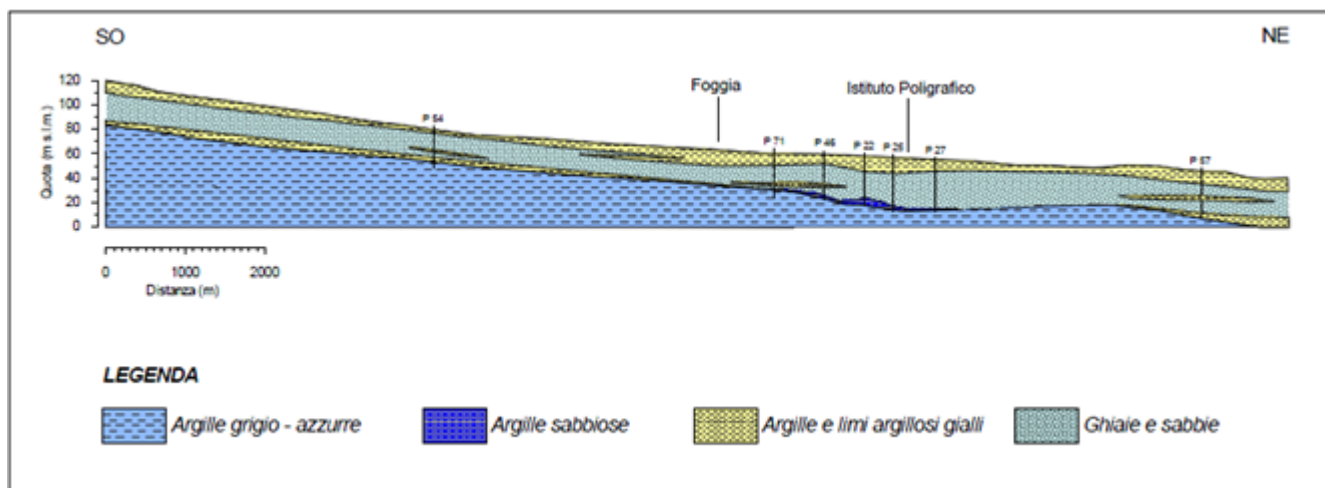 SO
NE
Foggia
Istituto Poligrafico
P 54
P 71
P 46
P 22
P 25
P 27
P 57
Quota (m s.l.m.)
120
100
80
60
40
20
0
0 1000 2000
Distanza (m)
LEGENDA
Argille grigio - azzurre
Argille sabbiose
Argille e limi argillosi gialli
Ghiaie e sabbie